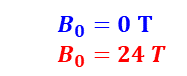 B₀ = 0 T
B₀ = 24 T